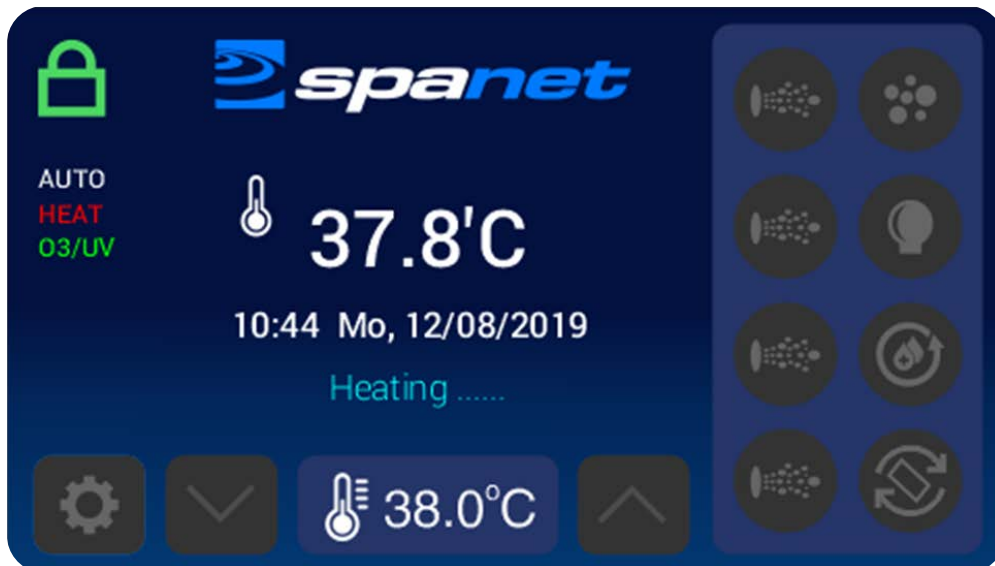 spanet
AUTO
HEAT
O3/UV
37.8'C
10:44 Mo, 12/08/2019
Heating ......
38.0°C